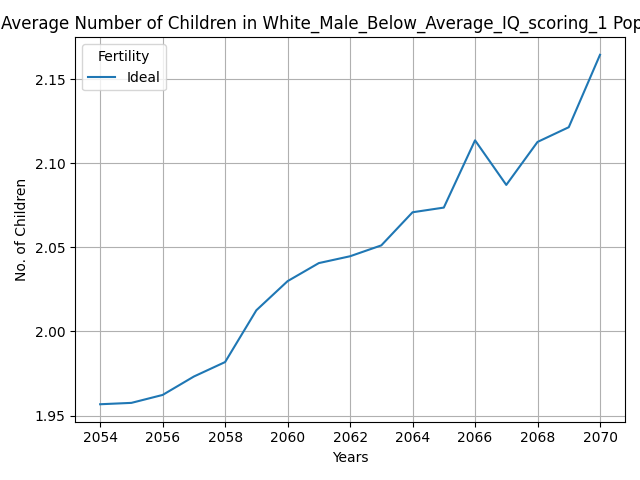 Average Number of Children in White_Male_Below_Average_IQ_scoring_1 Pop
Fertility
Ideal
2.15
2.10
2.05
2.00
1.95
No. of Children
2054 2056 2058 2060 2062 2064 2066 2068 2070
Years